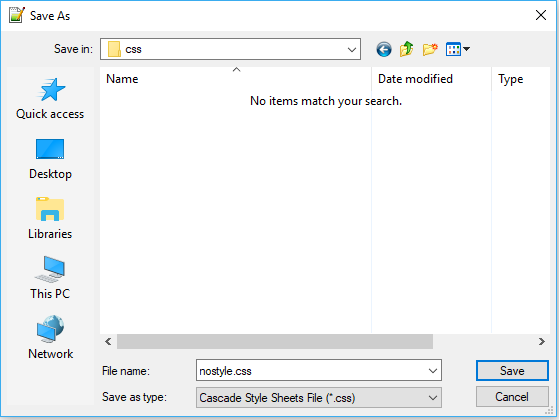 Save As
Save in:
css
Name
Date modified
Type
No items match your search.
Quick access
Desktop
Libraries
This PC
Network
File name:
nostyle.css
Save
Save as type:
Cascade Style Sheets File (*.css)
Cancel